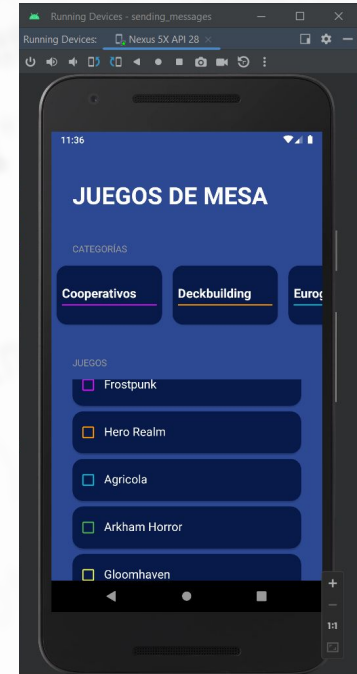 Running Devices - sending_messages
Running Devices: Nexus 5X API 28
11:36
JUEGOS DE MESA
CATEGORÍAS
Cooperativos Deckbuilding Eurog
JUEGOS
Frostpunk
Hero Realm
Agricola
Arkham Horror
Gloomhaven
1:1